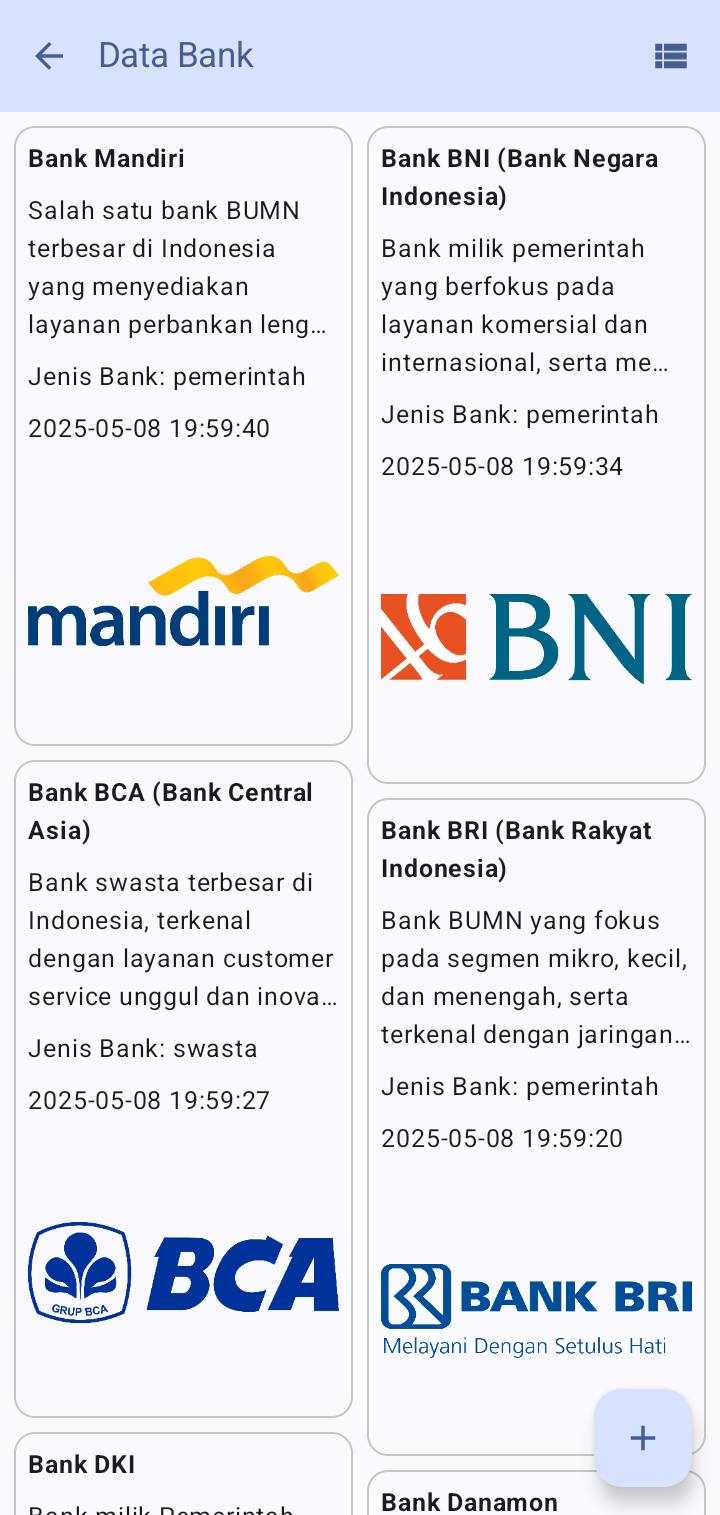 Data Bank
Bank Mandiri
Salah satu bank BUMN
terbesar di Indonesia
yang menyediakan
layanan perbankan leng…
Jenis Bank: pemerintah
2025-05-08 19:59:40
mandırı
Bank BNI (Bank Negara
Indonesia)
Bank milik pemerintah
yang berfokus pada
layanan komersial dan
internasional, serta me…
Jenis Bank: pemerintah
2025-05-08 19:59:34
BNI
Bank BCA (Bank Central
Asia)
Bank swasta terbesar di
Indonesia, terkenal
dengan layanan customer
service unggul dan inova…
Jenis Bank: swasta
2025-05-08 19:59:27
GRUP BCA
BCA
Bank BRI (Bank Rakyat
Indonesia)
Bank BUMN yang fokus
pada segmen mikro, kecil,
dan menengah, serta
terkenal dengan jaringan…
Jenis Bank: pemerintah
2025-05-08 19:59:20
BANK BRI
Melayani Dengan Setulus Hati
Bank DKI
Bank milik Pemerintah
Bank Danamon